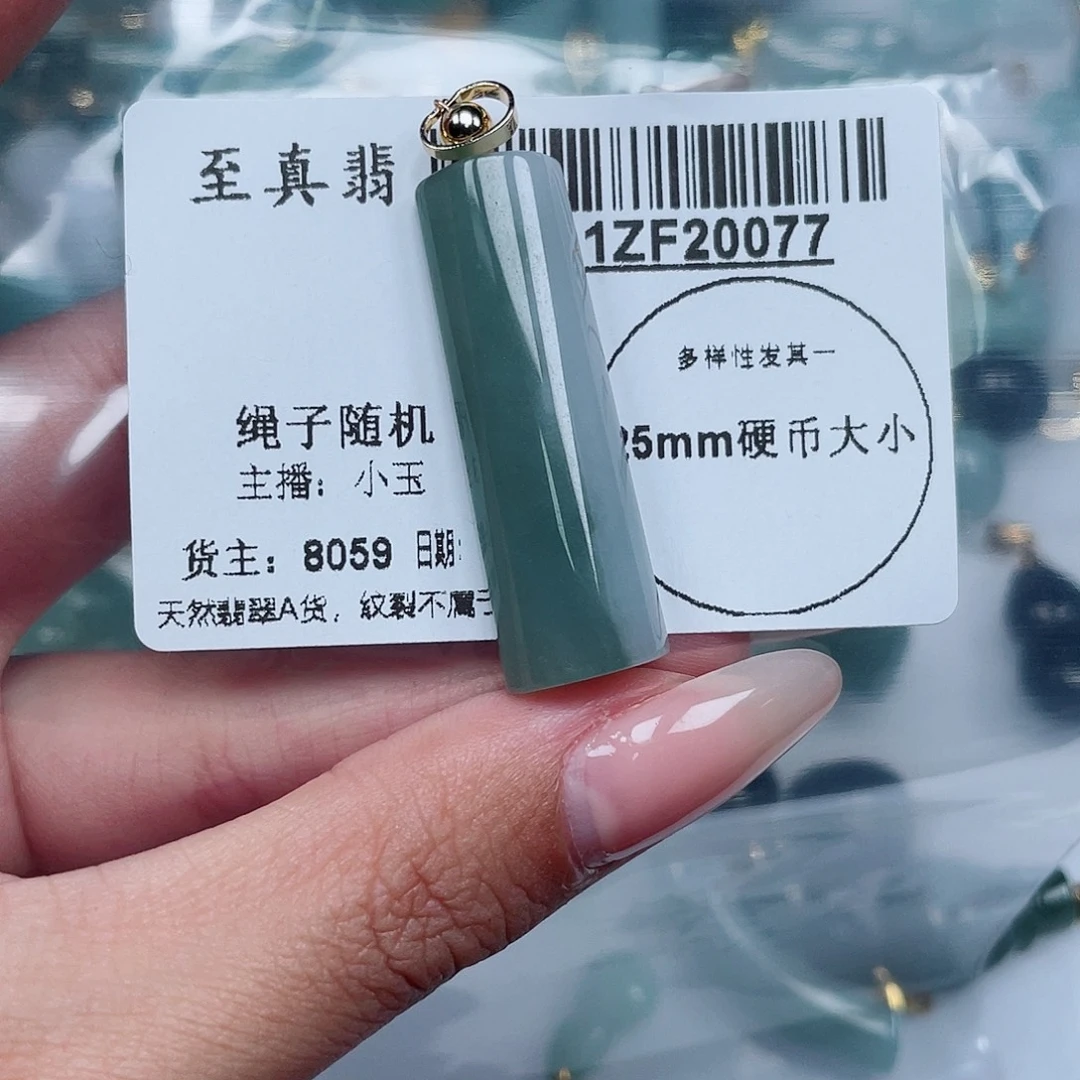 至真翡
1ZF20077
多样性发其一
25mm硬币大小
绳子随机
主播：小玉
货主：8059 日期：
天然翡翠A货，紋裂不属于